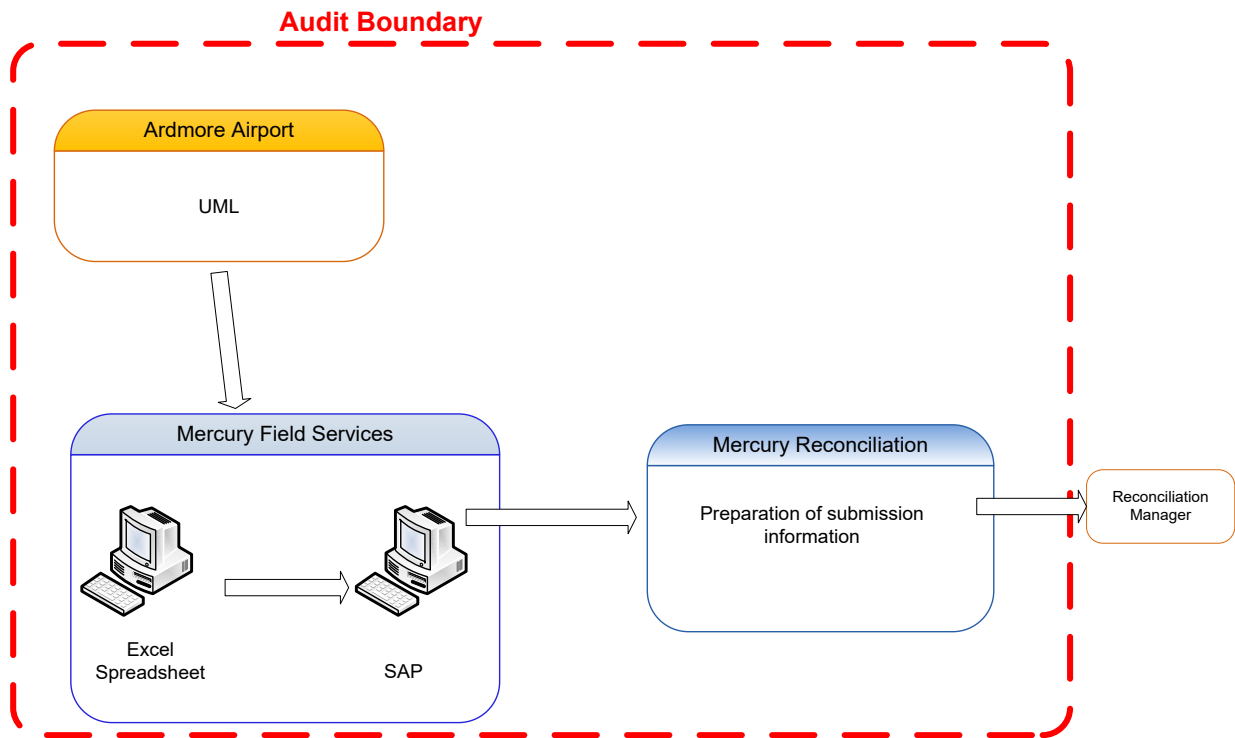 Audit Boundary
Ardmore Airport
UML
Mercury Field Services
Excel
Spreadsheet
SAP
Mercury Reconciliation
Preparation of submission
information
Reconciliation
Manager